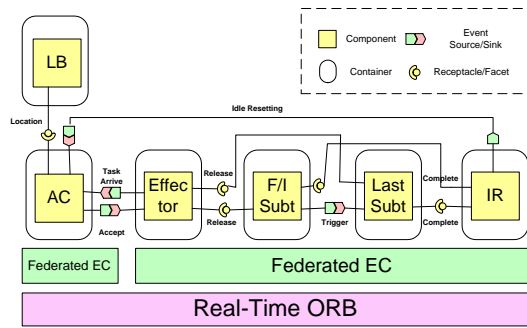 LB
Component
Event
Source/Sink
Container
Receptacle/Facet
Location
Idle Resetting
Task
Arrive
Release
Complete
AC
Effec
tor
F/I
Subt
Last
Subt
IR
Accept
Release
Trigger
Complete
Federated EC
Federated EC
Real-Time ORB